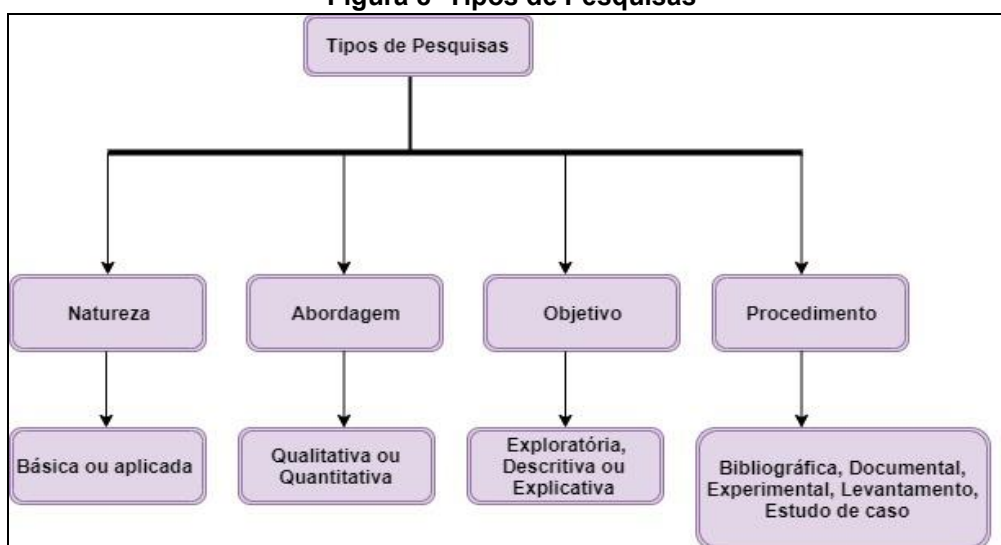 Figura Tipos de Pesquisas
Tipos de Pesquisas
Natureza
Abordagem
Objetivo
Procedimento
Básica ou aplicada
Qualitativa ou
Quantitativa
Exploratória,
Descritiva ou
Explicativa
Bibliográfica, Documental,
Experimental, Levantamento,
Estudo de caso